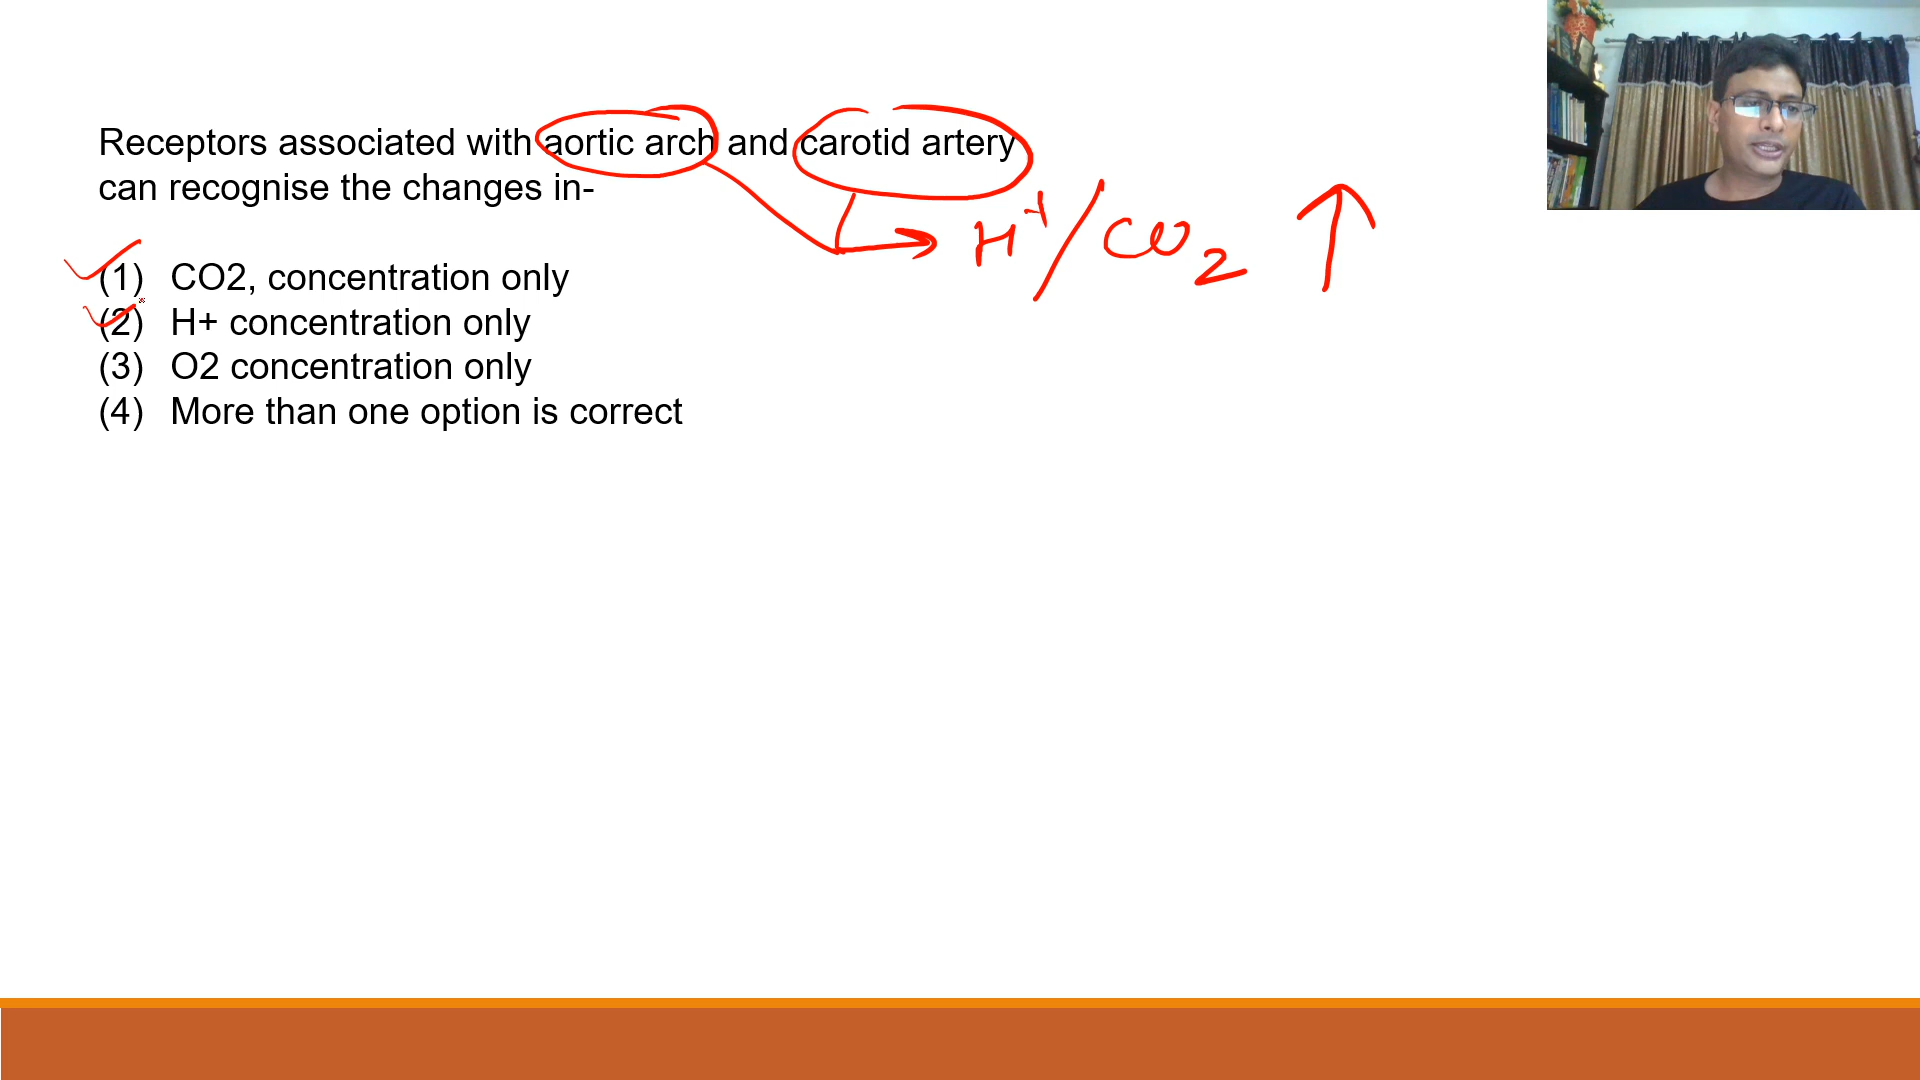 Receptors associated with aortic arch and carotid artery
can recognise the changes in-
H+/CO2 ↑
(1) CO2, concentration only
(2) H+ concentration only
(3) O2 concentration only
(4) More than one option is correct